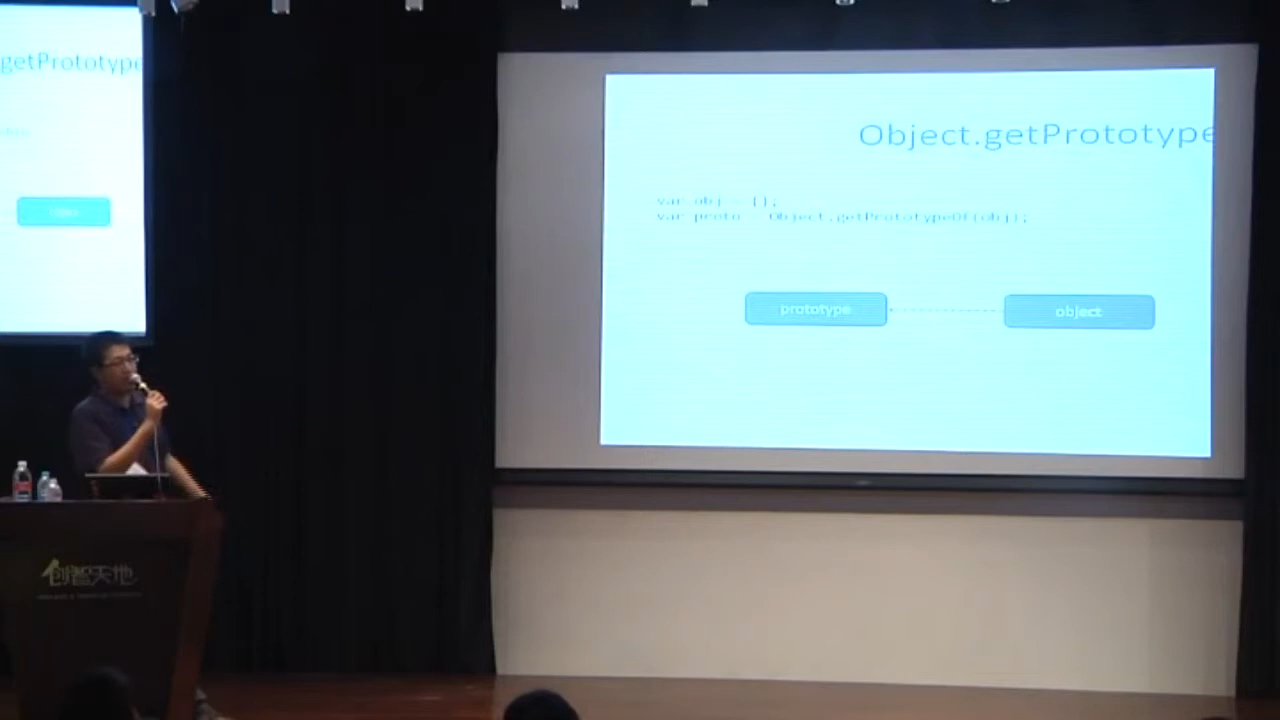 getPrototype
Object.getPrototype
var obj = [];
var proto = Object.getPrototypeOf(obj);
prototype
object
创智天地